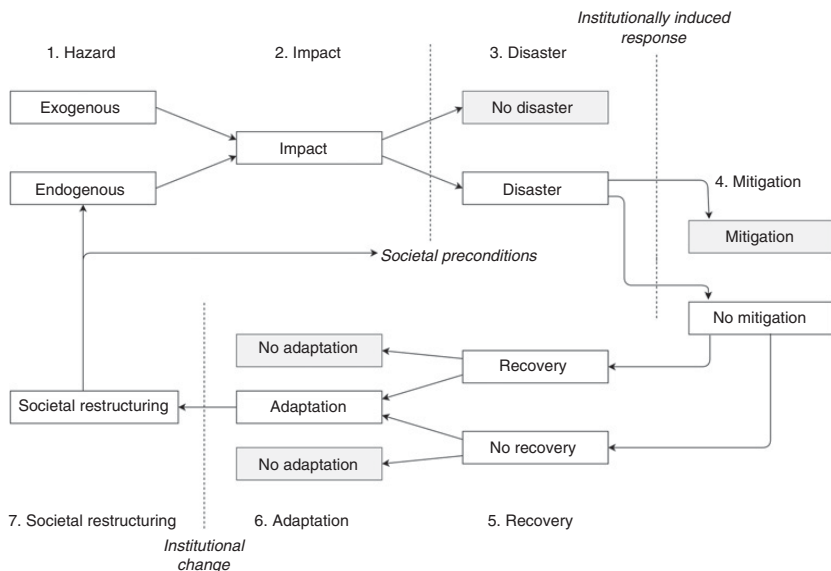 Institutionally induced
response
1. Hazard
2. Impact
3. Disaster
Exogenous
No disaster
Impact
Endogenous
Disaster
4. Mitigation
Mitigation
Societal preconditions
No mitigation
No adaptation
Recovery
Societal restructuring
Adaptation
No recovery
No adaptation
7. Societal restructuring
6. Adaptation
5. Recovery
Institutional
change